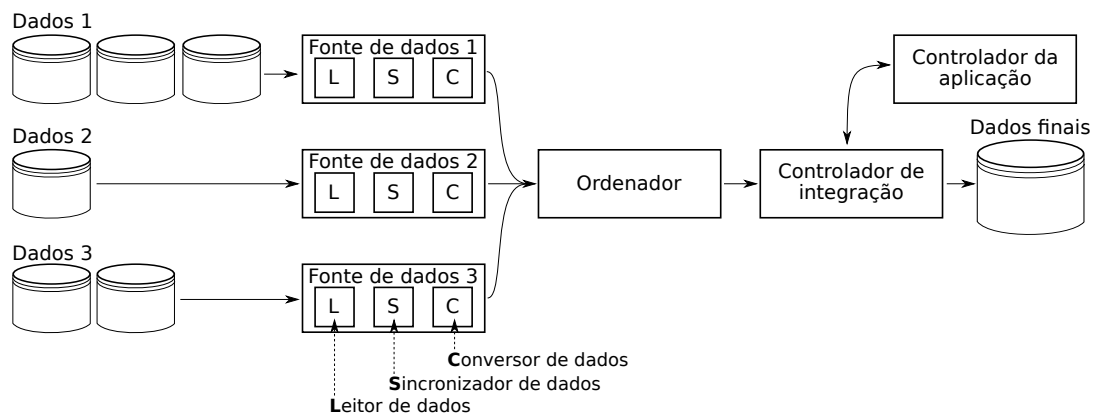 Dados 1
Fonte de dados 1
L S C
Dados 2
Fonte de dados 2
L S C
Dados 3
Fonte de dados 3
L S C
Conversor de dados
Sincronizador de dados
Leitor de dados
Ordenador
Controlador de
integração
Controlador da
aplicação
Dados finais